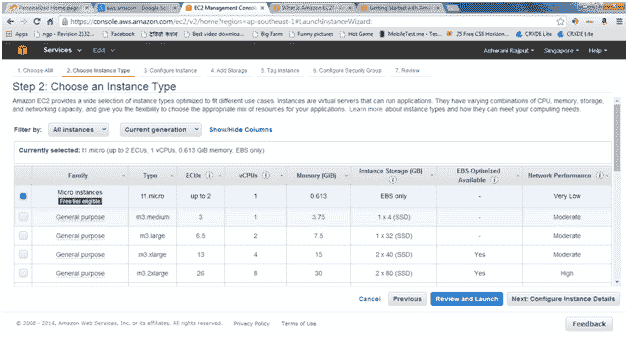 Personalized Home page
aws.amazon - Google Se
EC2 Management Conso
What is Amazon EC2? -
Getting Started with Am
https://console.aws.amazon.com/ec2/v2/home?region=ap-southeast-1#LaunchInstanceWizard:
Apps ngp - Revision 2132 Facebook Best video download... Big Farm Funny pictures Hot Game MobileTest.me - Test... 75 Free CSS Horizon... CRXDE Lite CRXDE Lite
Services Edit Ashwani Rajput Singapore Help
1. Choose AMI 2. Choose Instance Type 3. Configure Instance 4. Add Storage 5. Tag Instance 6. Configure Security Group 7. Review
Step 2: Choose an Instance Type
Amazon EC2 provides a wide selection of instance types optimized to fit different use cases. Instances are virtual servers that can run applications. They have varying combinations of CPU, memory, storage,
and networking capacity, and give you the flexibility to choose the appropriate mix of resources for your applications. Learn more about instance types and how they can meet your computing needs.
Filter by: All instances Current generation Show/Hide Columns
Currently selected: t1.micro (up to 2 ECUs, 1 vCPUs, 0.613 GiB memory, EBS only)
Family Type ECUs vCPUs Memory (GiB) Instance Storage (GB) EBS-Optimized Available Network Performance
Micro instances
Free tier eligible
t1.micro up to 2 1 0.613 EBS only - Very Low
General purpose m3.medium 3 1 3.75 1 x 4 (SSD) - Moderate
General purpose m3.large 6.5 2 7.5 1 x 32 (SSD) - Moderate
General purpose m3.xlarge 13 4 15 2 x 40 (SSD) Yes Moderate
General purpose m3.2xlarge 26 8 30 2 x 80 (SSD) Yes High
Cancel Previous Review and Launch Next: Configure Instance Details
© 2008 - 2014, Amazon Web Services, Inc. or its affiliates. All rights reserved. Privacy Policy Terms of Use Feedback